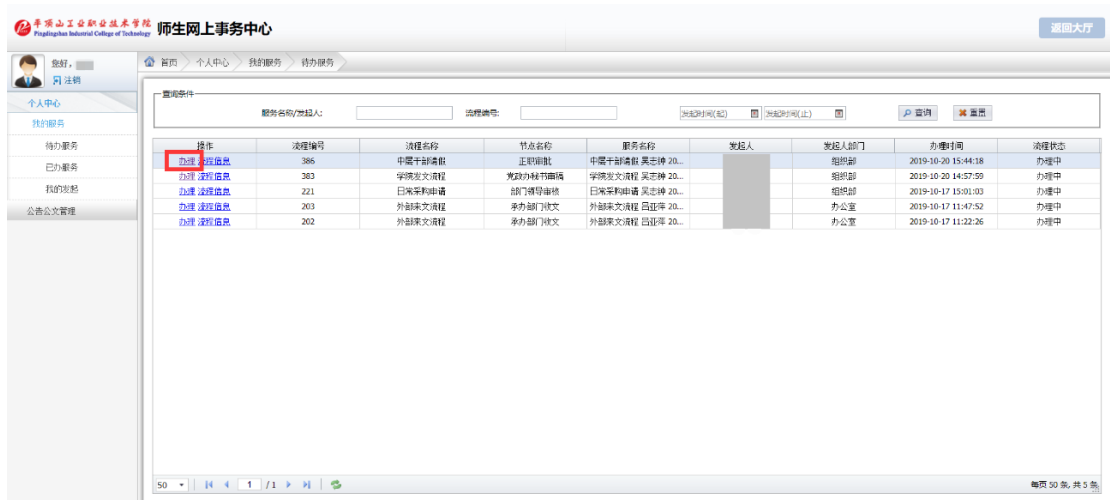 平顶山工业职业技术学院
Pingdingshan Industrial College of Technology
师生网上事务中心
返回大厅
您好，
注销
首页 个人中心 我的服务 待办服务
个人中心
我的服务
待办服务
已办服务
我的发起
公告公文管理
查询条件
服务名称/发起人: 流程编号: 发起时间(起) 发起时间(止) 查询 重置
操作 流程编号 流程名称 节点名称 服务名称 发起人 发起人部门 办理时间 流程状态
办理 流程信息 386 中层干部请假 正职审批 中层干部请假 吴志钟 20... 组织部 2019-10-20 15:44:18 办理中
办理 流程信息 383 学院发文流程 党政办秘书审稿 学院发文流程 吴志钟 20... 组织部 2019-10-20 14:57:59 办理中
办理 流程信息 221 日常采购申请 部门领导审核 日常采购申请 吴志钟 20... 组织部 2019-10-17 15:01:03 办理中
办理 流程信息 203 外部来文流程 承办部门收文 外部来文流程 吕亚萍 20... 办公室 2019-10-17 11:47:52 办理中
办理 流程信息 202 外部来文流程 承办部门收文 外部来文流程 吕亚萍 20... 办公室 2019-10-17 11:22:26 办理中
50 1 /1 每页 50 条, 共 5 条